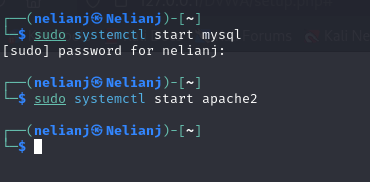 ┌──(nelianj㉿Nelianj)-[~]
└─$ sudo systemctl start mysql
[sudo] password for nelianj:
┌──(nelianj㉿Nelianj)-[~]
└─$ sudo systemctl start apache2
┌──(nelianj㉿Nelianj)-[~]
└─$